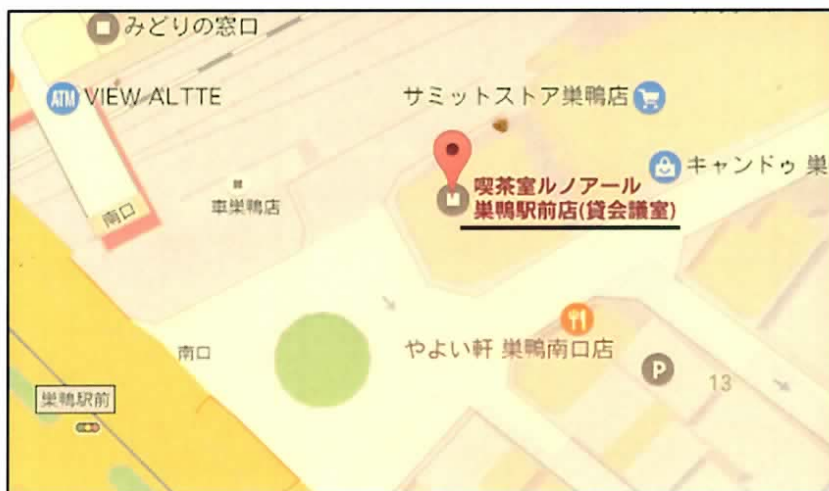 みどりの窓口
ATM VIEW ALTTE
サミットストア巣鴨店
キャンドゥ 巣
喫茶室ルノアール
巣鴨駅前店(貸会議室)
南口
車巣鴨店
南口
やよい軒 巣鴨南口店
P
13
巣鴨駅前